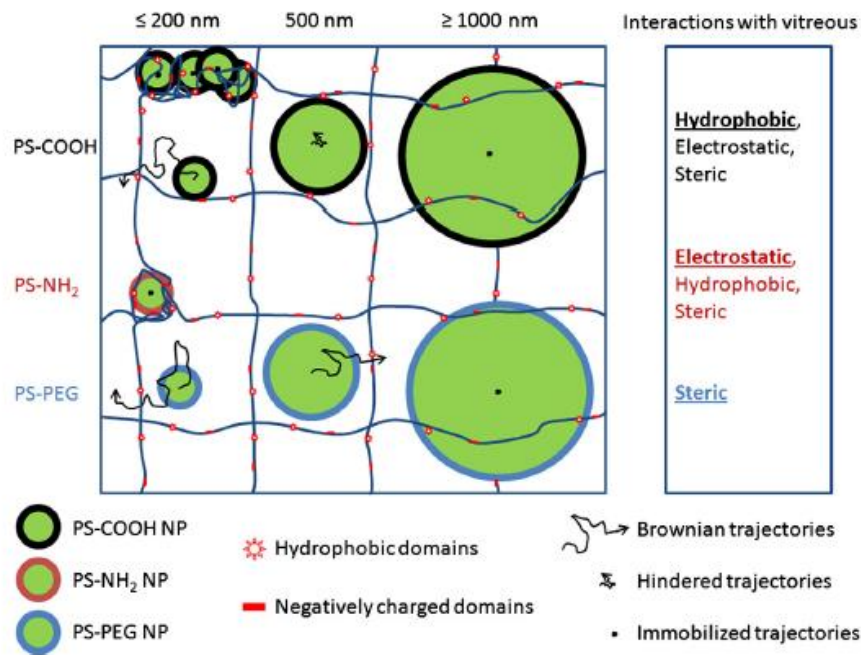 ≤ 200 nm 500 nm ≥ 1000 nm Interactions with vitreous
PS-COOH
Hydrophobic,
Electrostatic,
Steric
PS-NH₂
Electrostatic,
Hydrophobic,
Steric
PS-PEG
Steric
PS-COOH NP
PS-NH₂ NP
PS-PEG NP
Hydrophobic domains
Negatively charged domains
Brownian trajectories
Hindered trajectories
Immobilized trajectories